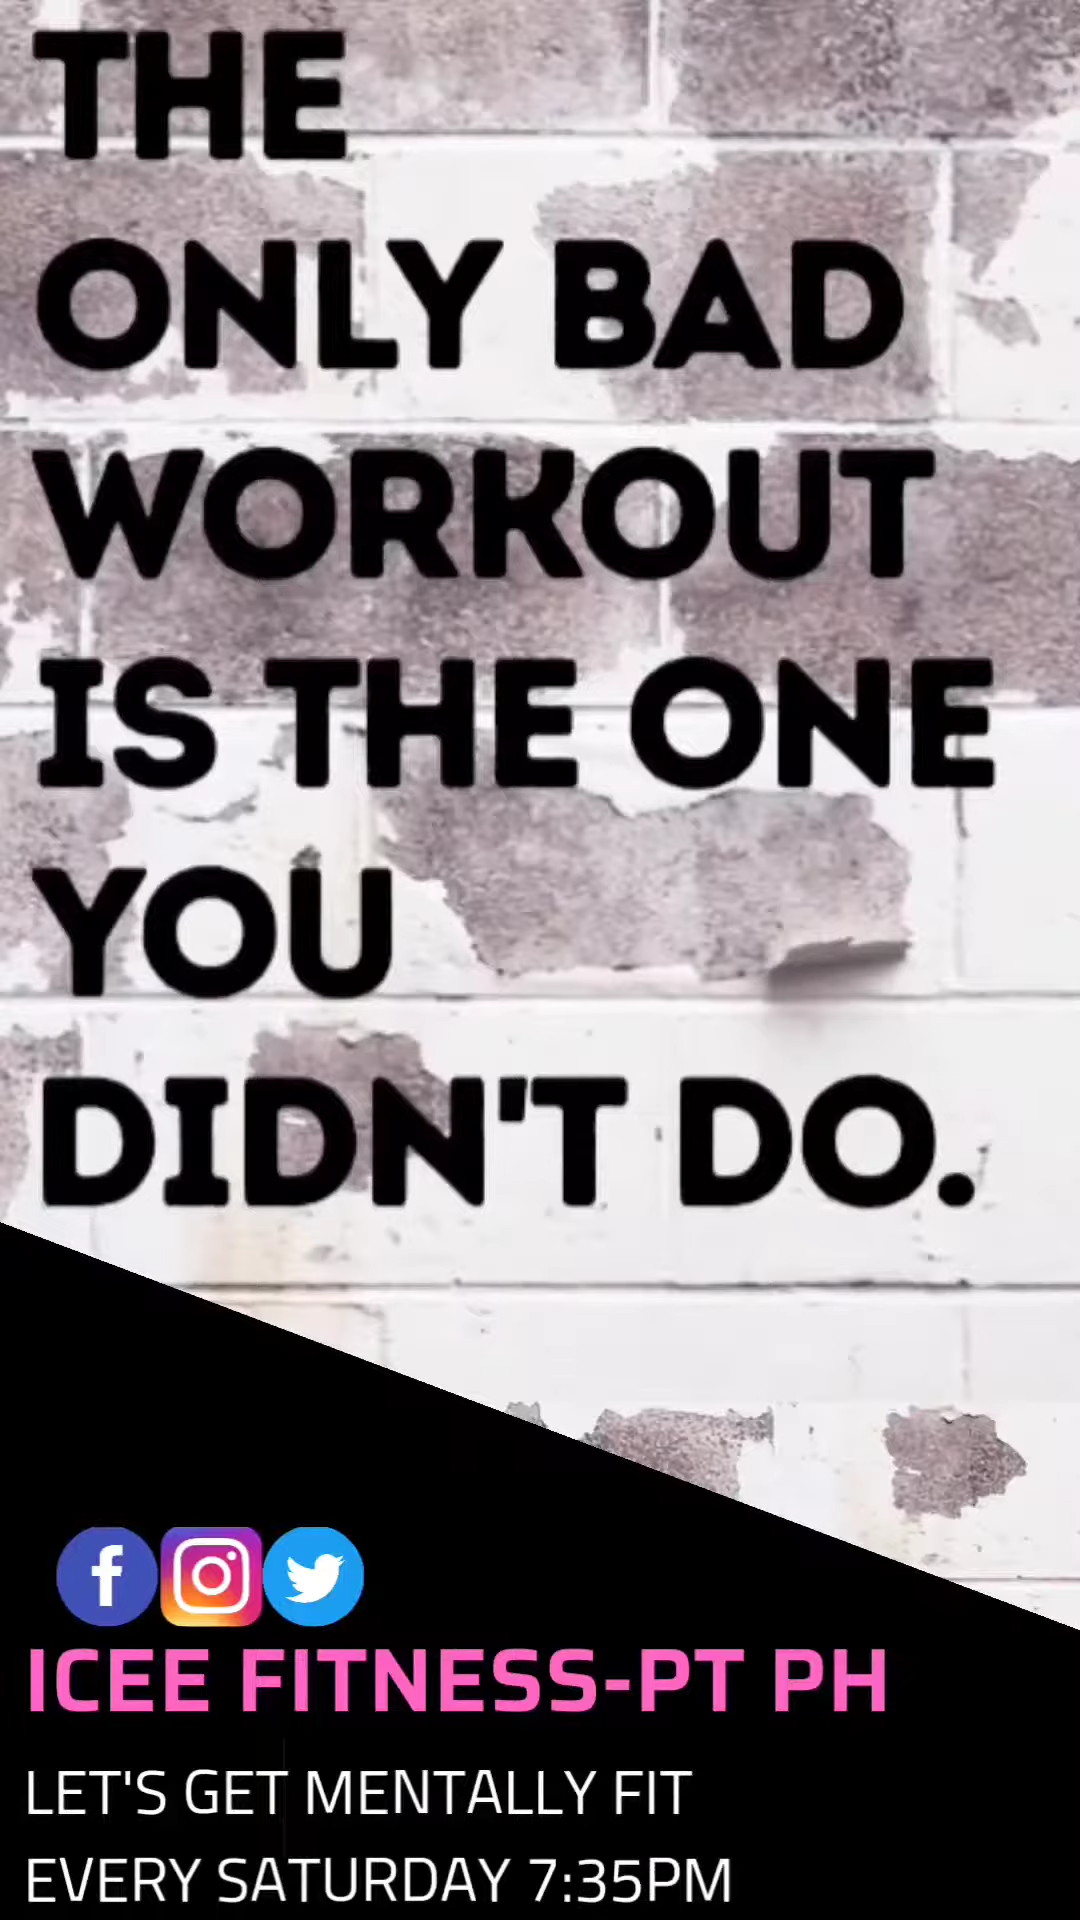 THE
ONLY BAD
WORKOUT
IS THE ONE
YOU
DIDN'T DO.
ICEE FITNESS-PT PH
LET'S GET MENTALLY FIT
EVERY SATURDAY 7:35PM